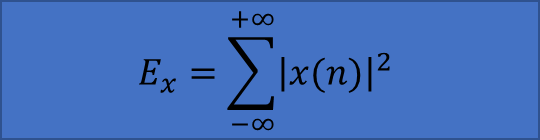 +∞
E_x = ∑|x(n)|²
−∞